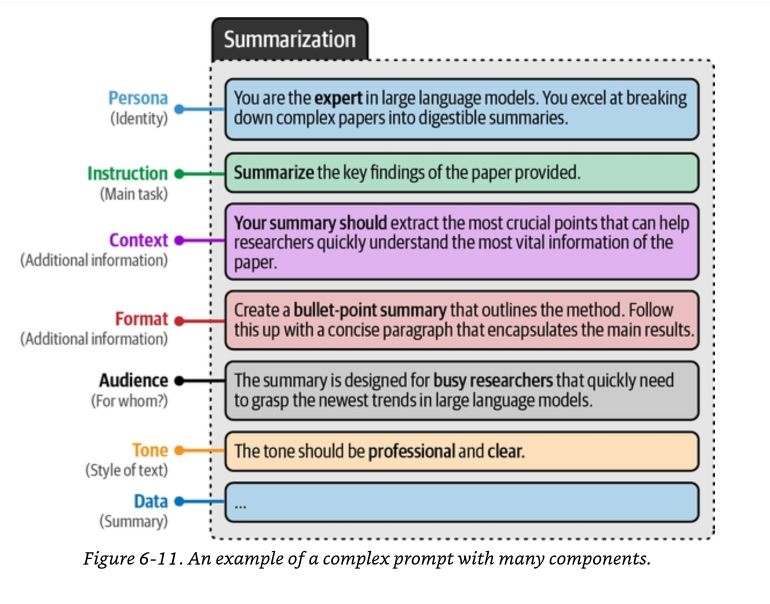 Summarization
Persona
(Identity)
You are the expert in large language models. You excel at breaking
down complex papers into digestible summaries.
Instruction
(Main task)
Summarize the key findings of the paper provided.
Context
(Additional information)
Your summary should extract the most crucial points that can help
researchers quickly understand the most vital information of the
paper.
Format
(Additional information)
Create a bullet-point summary that outlines the method. Follow
this up with a concise paragraph that encapsulates the main results.
Audience
(For whom?)
The summary is designed for busy researchers that quickly need
to grasp the newest trends in large language models.
Tone
(Style of text)
The tone should be professional and clear.
Data
(Summary)
...
Figure 6-11. An example of a complex prompt with many components.